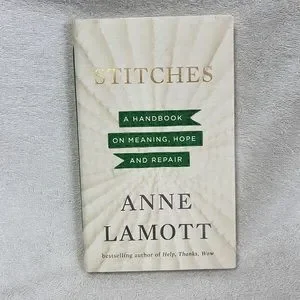 STITCHES
A HANDBOOK
ON MEANING, HOPE
AND REPAIR
ANNE
LAMOTT
bestselling author of Help, Thanks, Wow